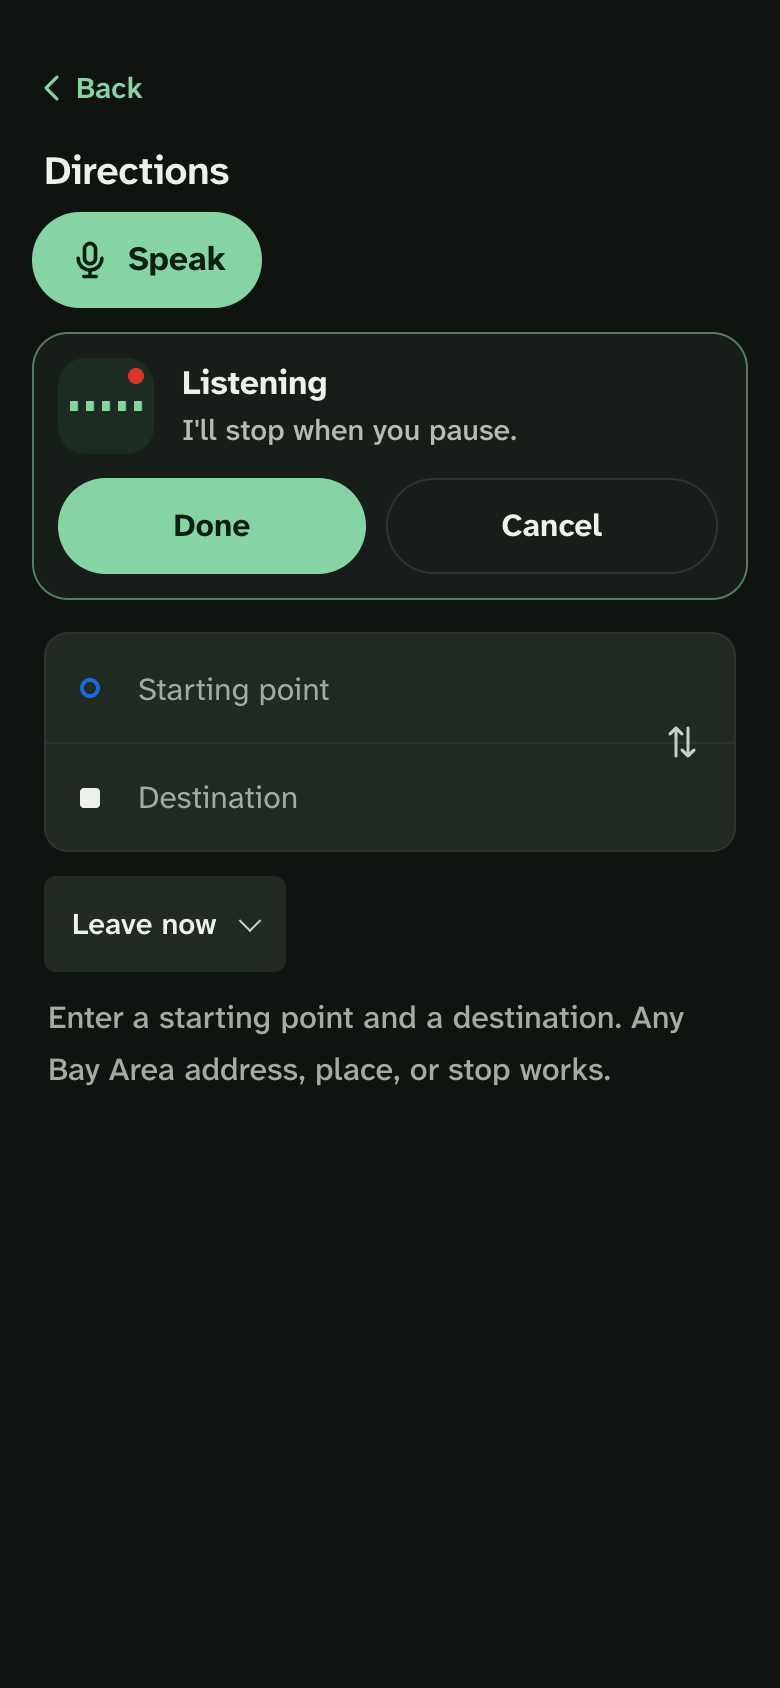 Back
Directions
Speak
Listening
I'll stop when you pause.
Done
Cancel
Starting point
Destination
Leave now
Enter a starting point and a destination. Any
Bay Area address, place, or stop works.